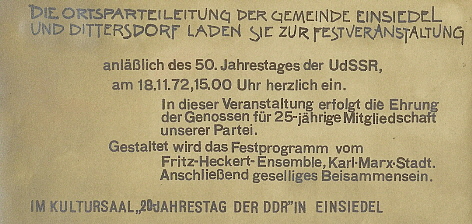 DIE ORTSPARTEILEITUNG DER GEMEINDE EINSIEDEL
UND DITTERSDORF LADEN SIE ZUR FESTVERANSTALTUNG
anläßlich des 50. Jahrestages der UdSSR,
am 18.11.72, 15.00 Uhr herzlich ein.
In dieser Veranstaltung erfolgt die Ehrung
der Genossen für 25-jährige Mitgliedschaft
unserer Partei.
Gestaltet wird das Festprogramm vom
Fritz-Heckert-Ensemble, Karl-Marx-Stadt.
Anschließend geselliges Beisammensein.
IM KULTURSAAL „20 JAHRESTAG DER DDR" IN EINSIEDEL